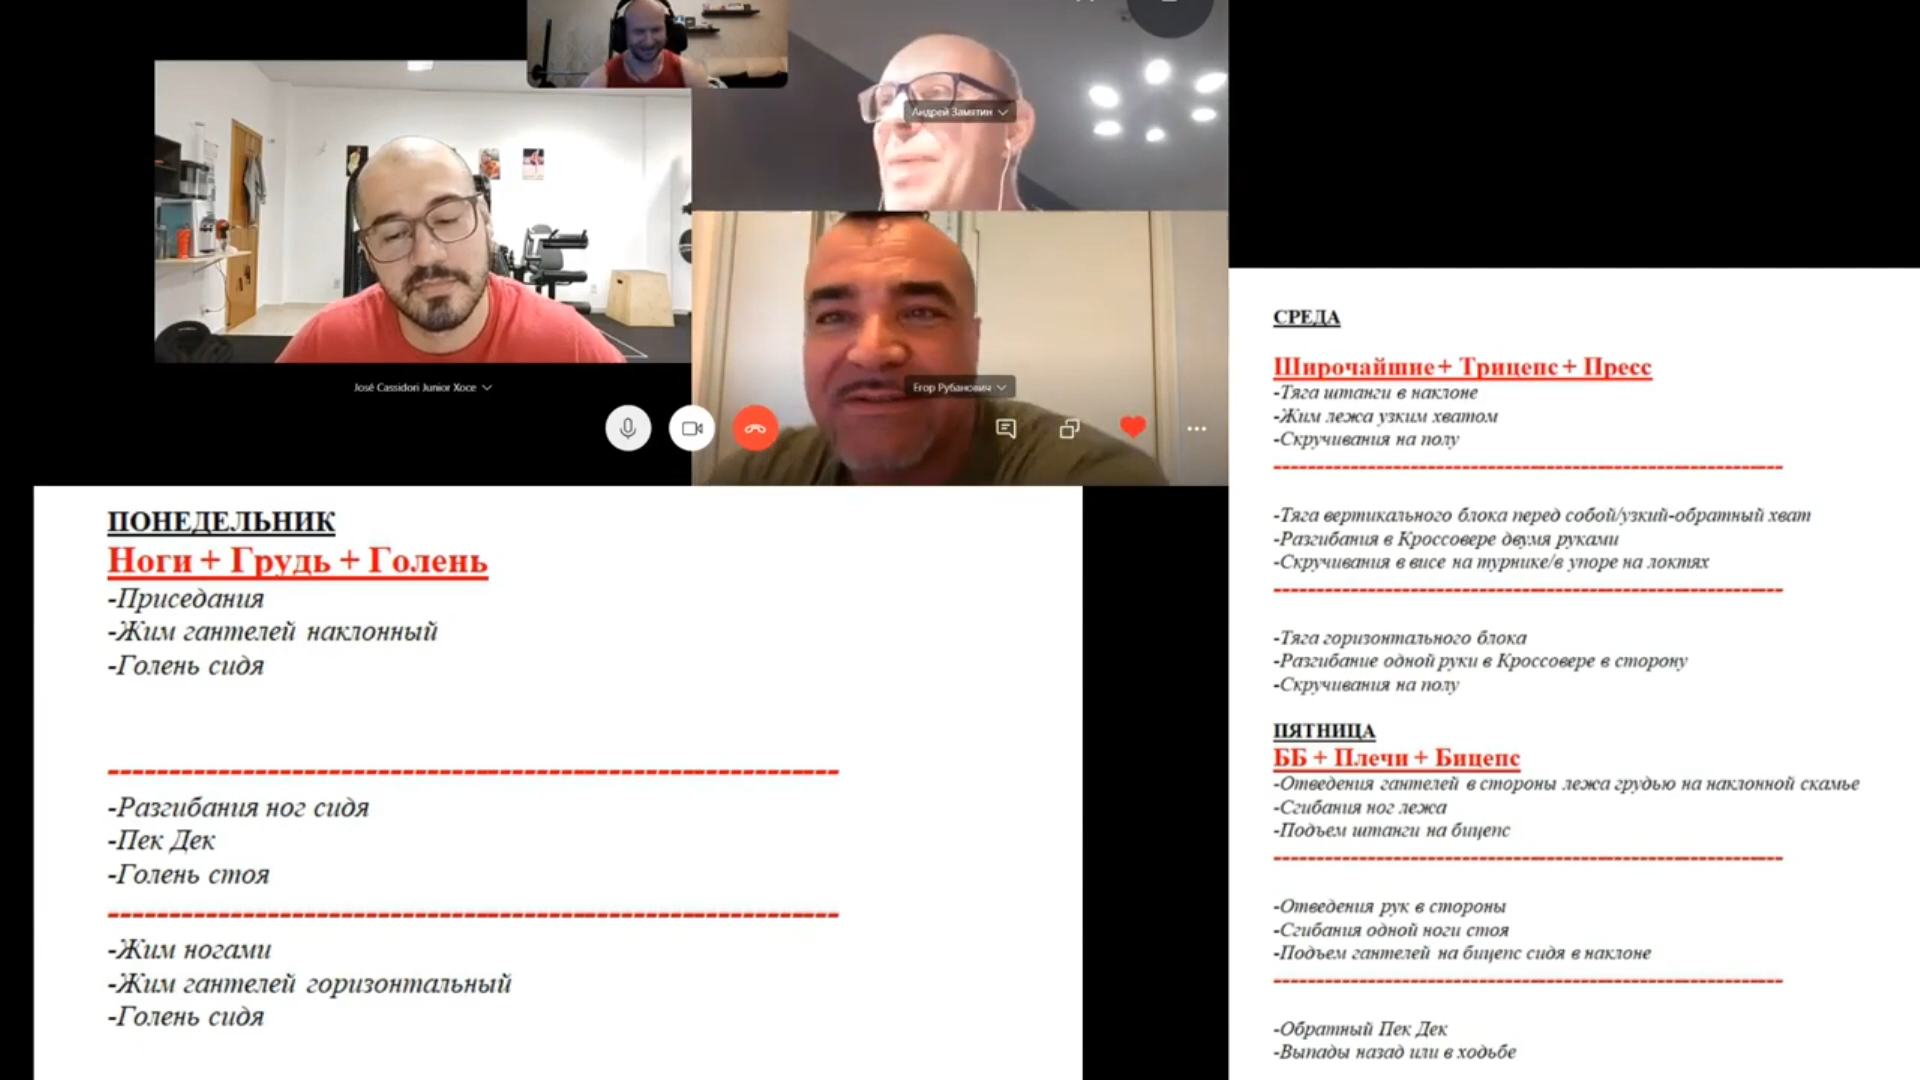 Андрей Замятин
José Cassidori Junior Хосе
Егор Рубанович
ПОНЕДЕЛЬНИК
Ноги + Грудь + Голень
-Приседания
-Жим гантелей наклонный
-Голень сидя
-Разгибания ног сидя
-Пек Дек
-Голень стоя
-Жим ногами
-Жим гантелей горизонтальный
-Голень сидя
СРЕДА
Широчайшие + Трицепс + Пресс
-Тяга штанги в наклоне
-Жим лежа узким хватом
-Скручивания на полу
-Тяга вертикального блока перед собой/узкий-обратный хват
-Разгибания в Кроссовере двумя руками
-Скручивания в висе на турнике/в упоре на локтях
-Тяга горизонтального блока
-Разгибание одной руки в Кроссовере в сторону
-Скручивания на полу
ПЯТНИЦА
ББ + Плечи + Бицепс
-Отведения гантелей в стороны лежа грудью на наклонной скамье
-Сгибания ног лежа
-Подъем штанги на бицепс
-Отведения рук в стороны
-Сгибания одной ноги стоя
-Подъем гантелей на бицепс сидя в наклоне
-Обратный Пек Дек
-Выпады назад или в ходьбе